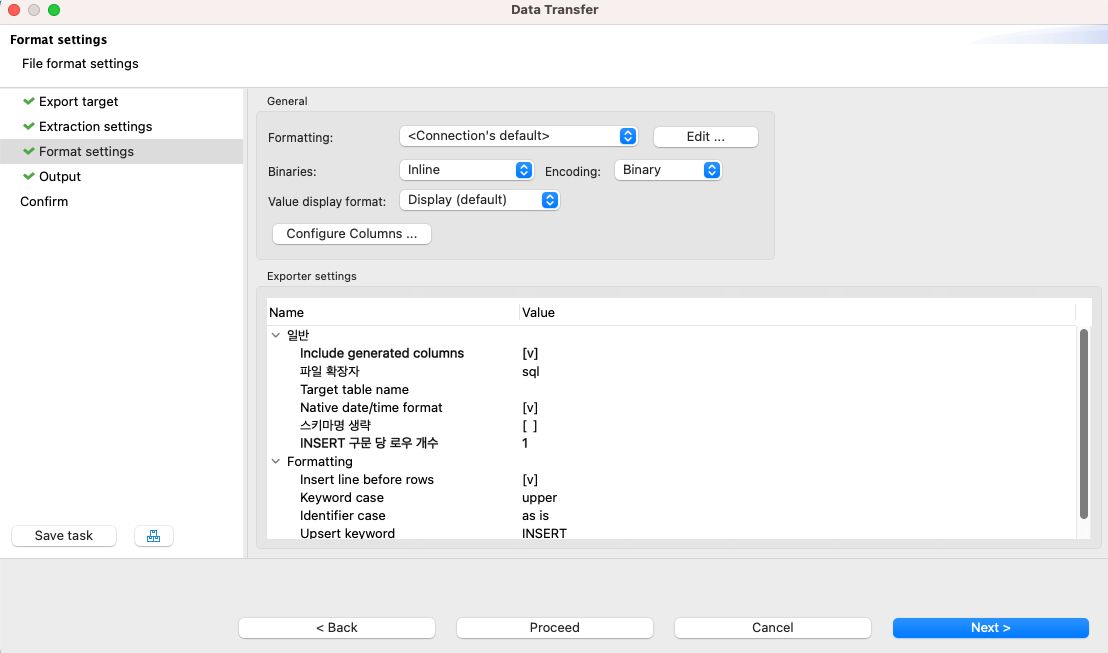 Data Transfer
Format settings
File format settings
Export target
Extraction settings
Format settings
Output
Confirm
Save task
General
Formatting: <Connection's default> Edit ...
Binaries: Inline Encoding: Binary
Value display format: Display (default)
Configure Columns ...
Exporter settings
Name Value
일반
Include generated columns [v]
파일 확장자 sql
Target table name
Native date/time format [v]
스키마명 생략 [ ]
INSERT 구문 당 로우 개수 1
Formatting
Insert line before rows [v]
Keyword case upper
Identifier case as is
Upsert keyword INSERT
< Back Proceed Cancel Next >